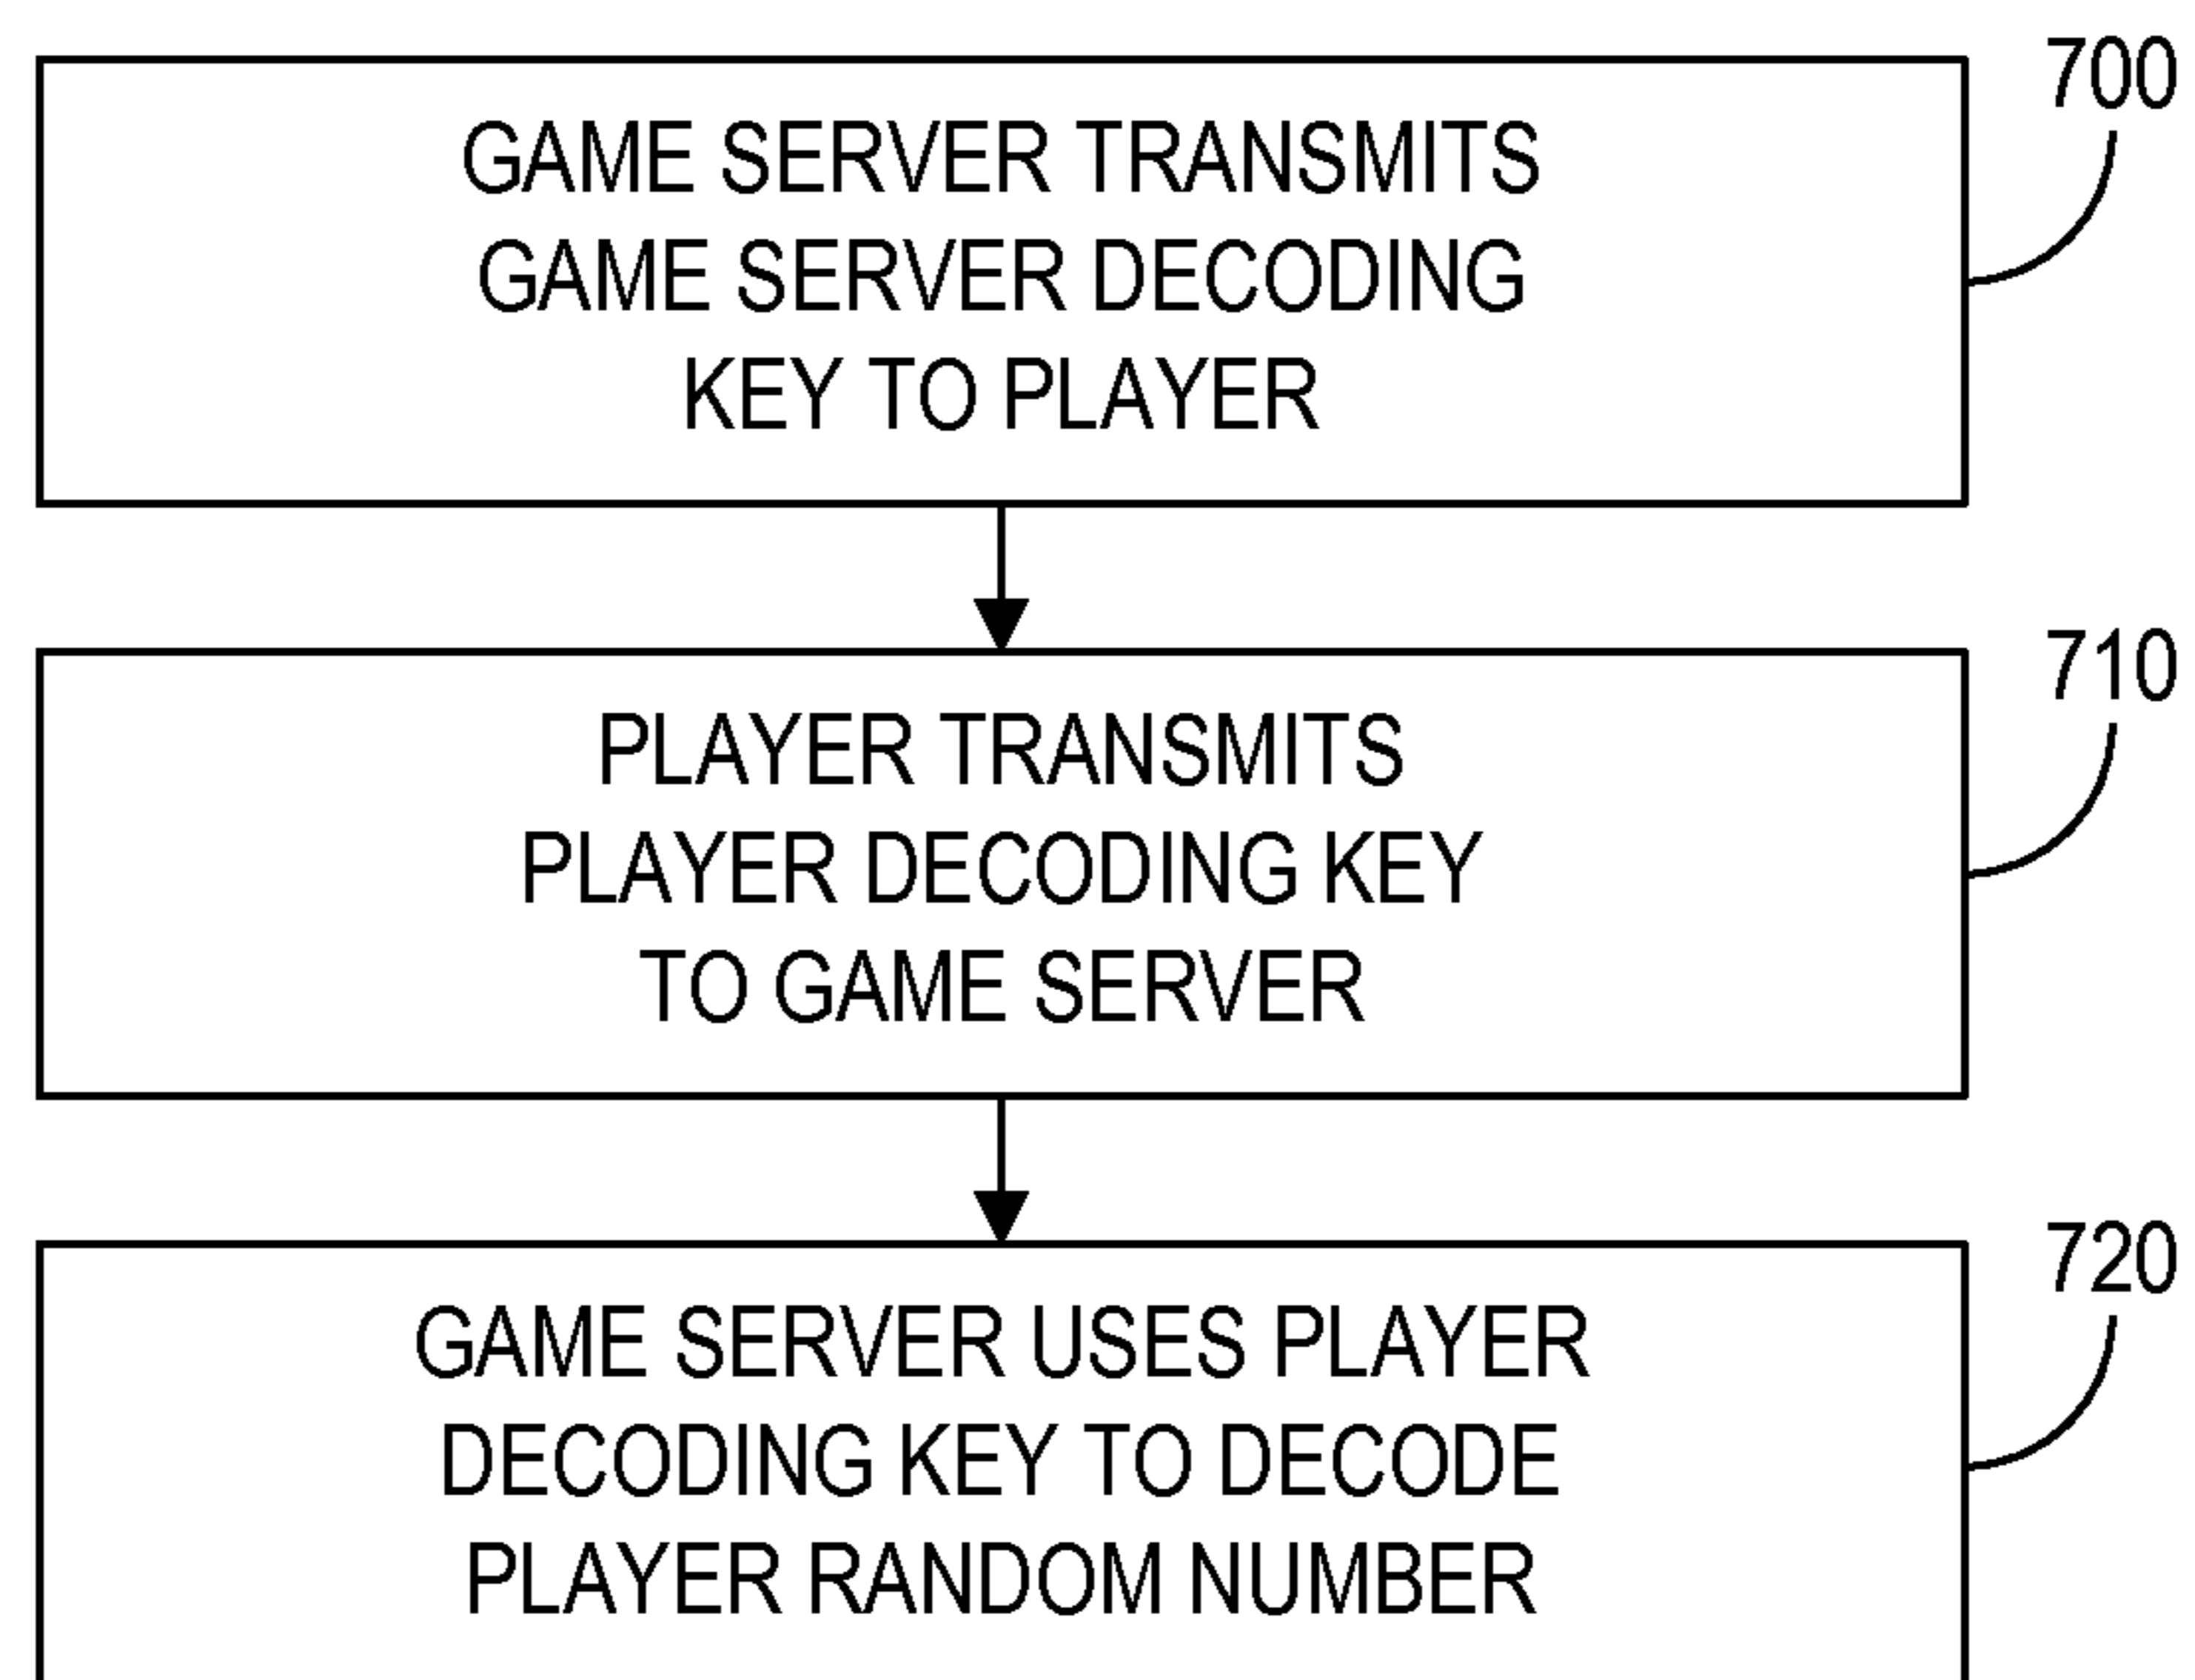 700
GAME SERVER TRANSMITS
GAME SERVER DECODING
KEY TO PLAYER
710
PLAYER TRANSMITS
PLAYER DECODING KEY
TO GAME SERVER
720
GAME SERVER USES PLAYER
DECODING KEY TO DECODE
PLAYER RANDOM NUMBER